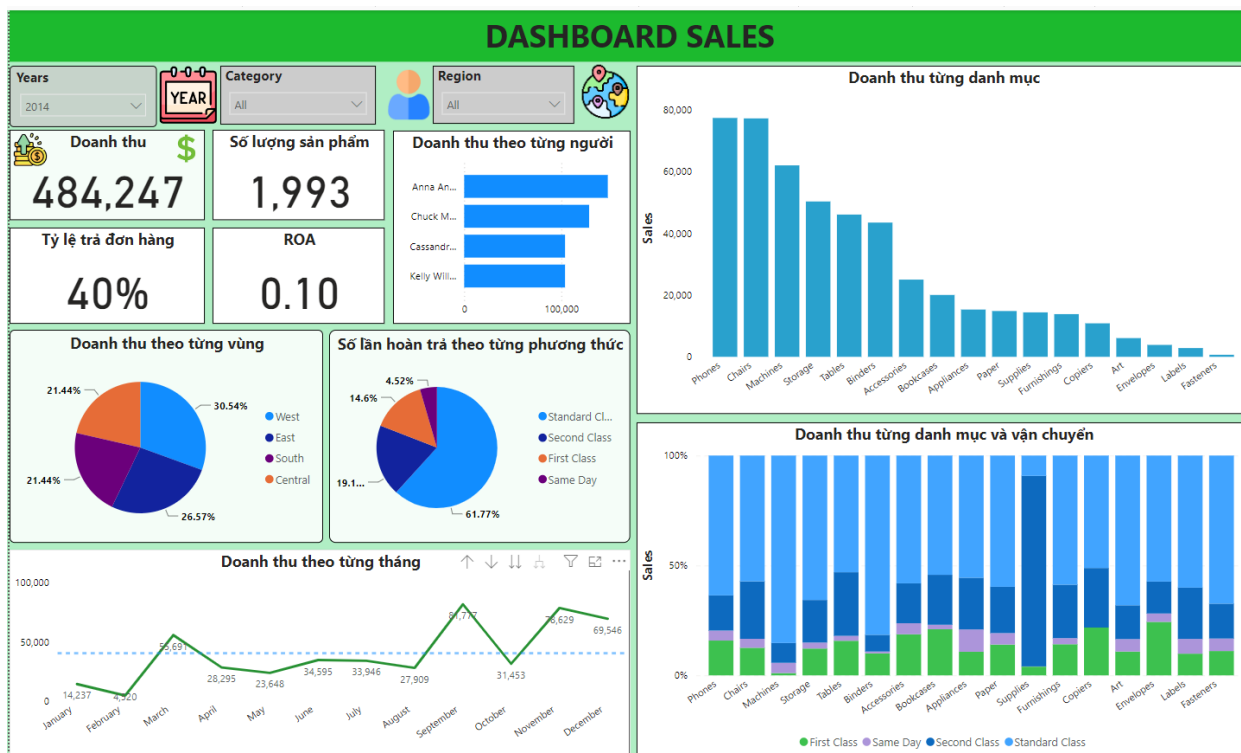 DASHBOARD SALES
Years
2014
YEAR
Category
All
Region
All
Doanh thu
$
484,247
Số lượng sản phẩm
1,993
Tỷ lệ trả đơn hàng
40%
ROA
0.10
Doanh thu theo từng người
Anna An...
Chuck M...
Cassandr...
Kelly Will...
0
100,000
Doanh thu theo từng vùng
21.44%
30.54%
21.44%
26.57%
West
East
South
Central
Số lần hoàn trả theo từng phương thức
4.52%
14.6%
19.1...
61.77%
Standard Cl...
Second Class
First Class
Same Day
Doanh thu theo từng tháng
100,000
50,000
0
14,237
4,520
55,691
28,295
23,648
34,595
33,946
27,909
81,777
31,453
78,629
69,546
January
February
March
April
May
June
July
August
September
October
November
December
Doanh thu từng danh mục
Sales
80,000
60,000
40,000
20,000
0
Phones
Chairs
Machines
Storage
Tables
Binders
Accessories
Bookcases
Appliances
Paper
Supplies
Furnishings
Copiers
Art
Envelopes
Labels
Fasteners
Doanh thu từng danh mục và vận chuyển
Sales
100%
50%
0%
Phones
Chairs
Machines
Storage
Tables
Binders
Accessories
Bookcases
Appliances
Paper
Supplies
Furnishings
Copiers
Art
Envelopes
Labels
Fasteners
First Class
Same Day
Second Class
Standard Class